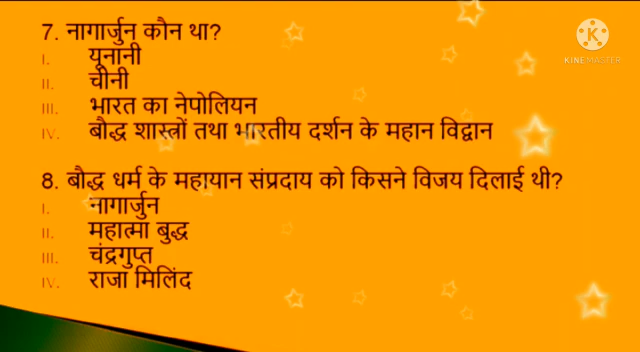 7. नागार्जुन कौन था?
I. यूनानी
II. चीनी
III. भारत का नेपोलियन
IV. बौद्ध शास्त्रों तथा भारतीय दर्शन के महान विद्वान
8. बौद्ध धर्म के महायान संप्रदाय को किसने विजय दिलाई थी?
I. नागार्जुन
II. महात्मा बुद्ध
III. चंद्रगुप्त
IV. राजा मिलिंद
K
KINEMASTER